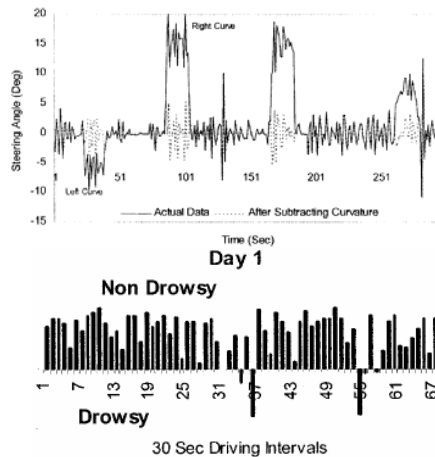 20
15
10
5
0
-5
-10
-15
Steering Angle (Deg)
Right Curve
Left Curve
1 51 101 151 201 251
Actual Data After Subtracting Curvature
Time (Sec)
Day 1
Non Drowsy
Drowsy
1 7 13 19 25 31 37 43 49 55 61 67
30 Sec Driving Intervals